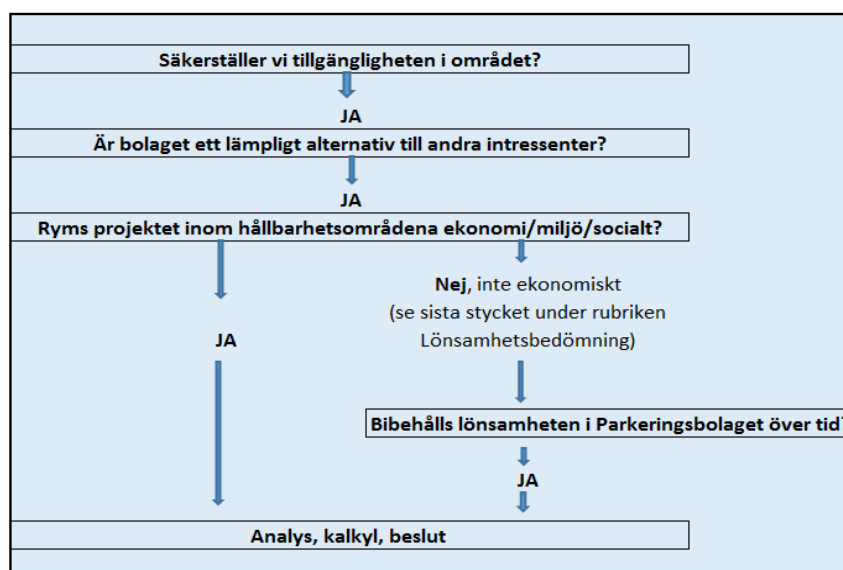 Säkerställer vi tillgängligheten i området?
JA
Är bolaget ett lämpligt alternativ till andra intressenter?
JA
Ryms projektet inom hållbarhetsområdena ekonomi/miljö/socialt?
Nej, inte ekonomiskt
(se sista stycket under rubriken
Lönsamhetsbedömning)
JA
Bibehålls lönsamheten i Parkeringsbolaget över tid?
JA
Analys, kalkyl, beslut